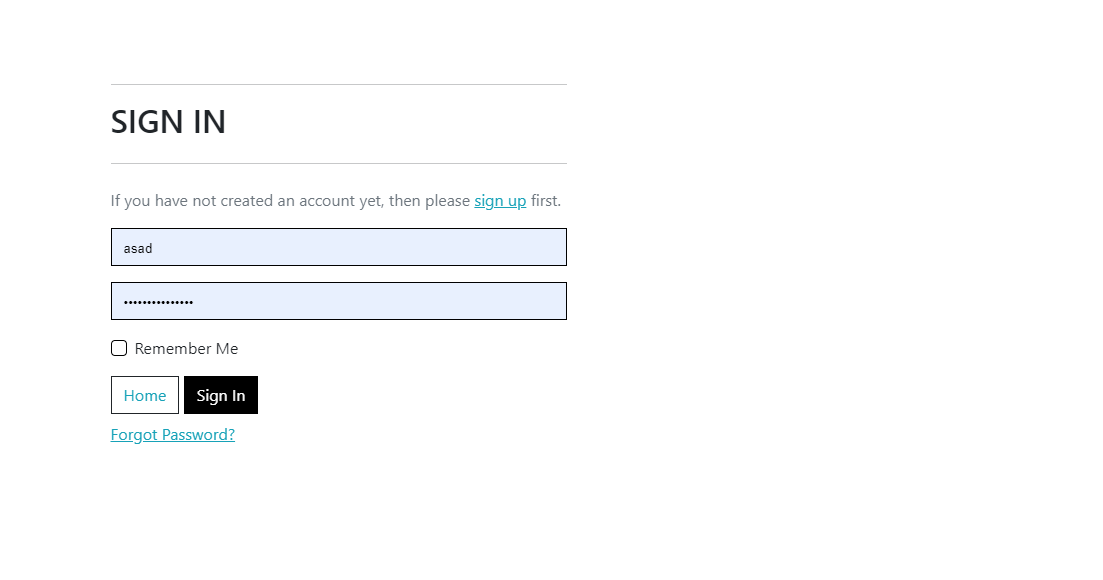 SIGN IN
If you have not created an account yet, then please sign up first.
asad
•••••••••••••••
Remember Me
Home Sign In
Forgot Password?